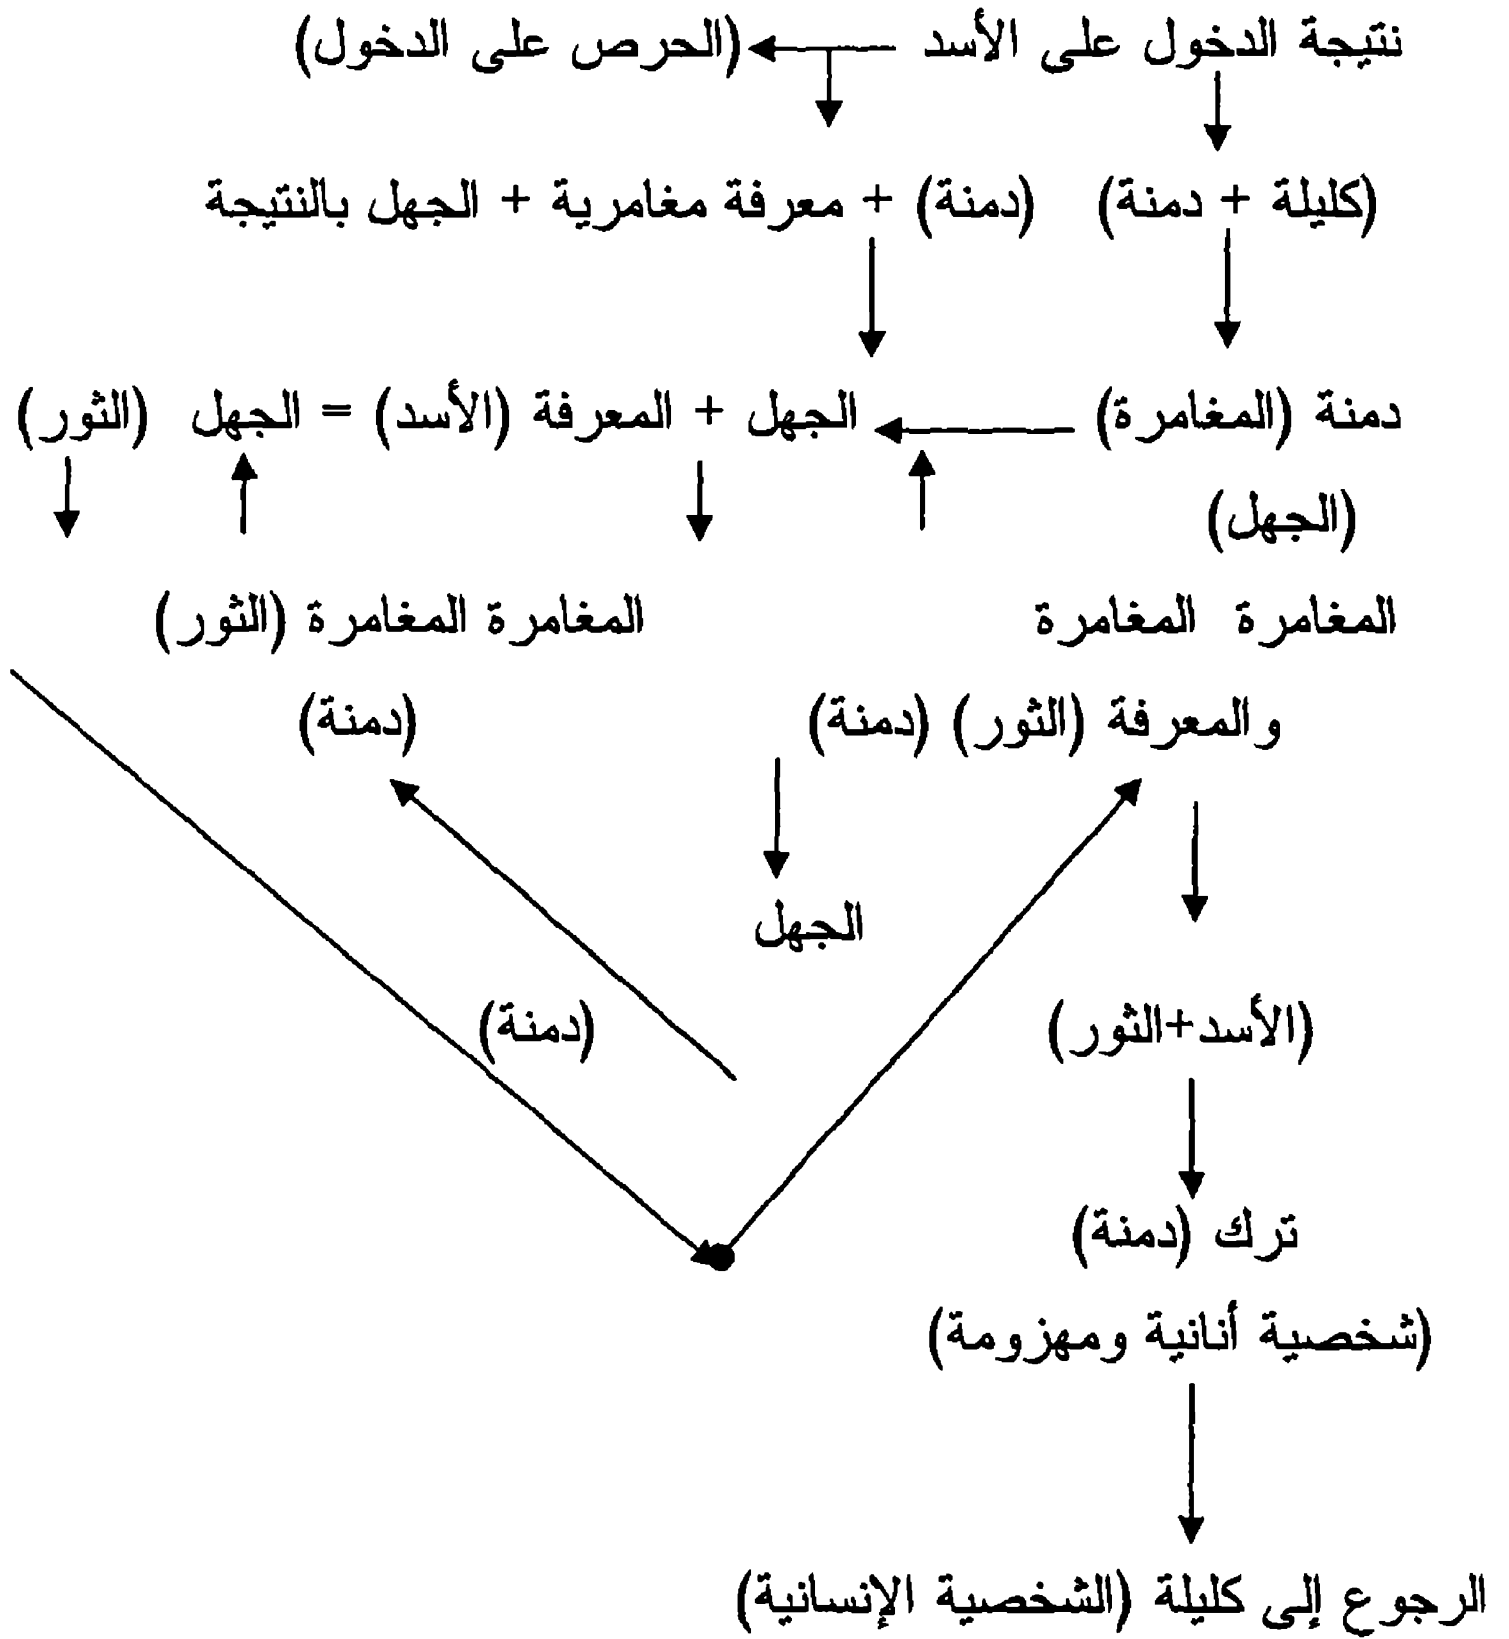 نتيجة الدخول على الأسد (الحرص على الدخول)
(كليلة + دمنة) (دمنة) + معرفة مغامرية + الجهل بالنتيجة
دمنة (المغامرة) الجهل + المعرفة (الأسد) = الجهل (الثور)
(الجهل)
المغامرة المغامرة المغامرة المغامرة (الثور)
والمعرفة (الثور) (دمنة) (دمنة)
الجهل
(الأسد+الثور) (دمنة)
ترك (دمنة)
(شخصية أنانية ومهزومة)
الرجوع إلى كليلة (الشخصية الإنسانية)